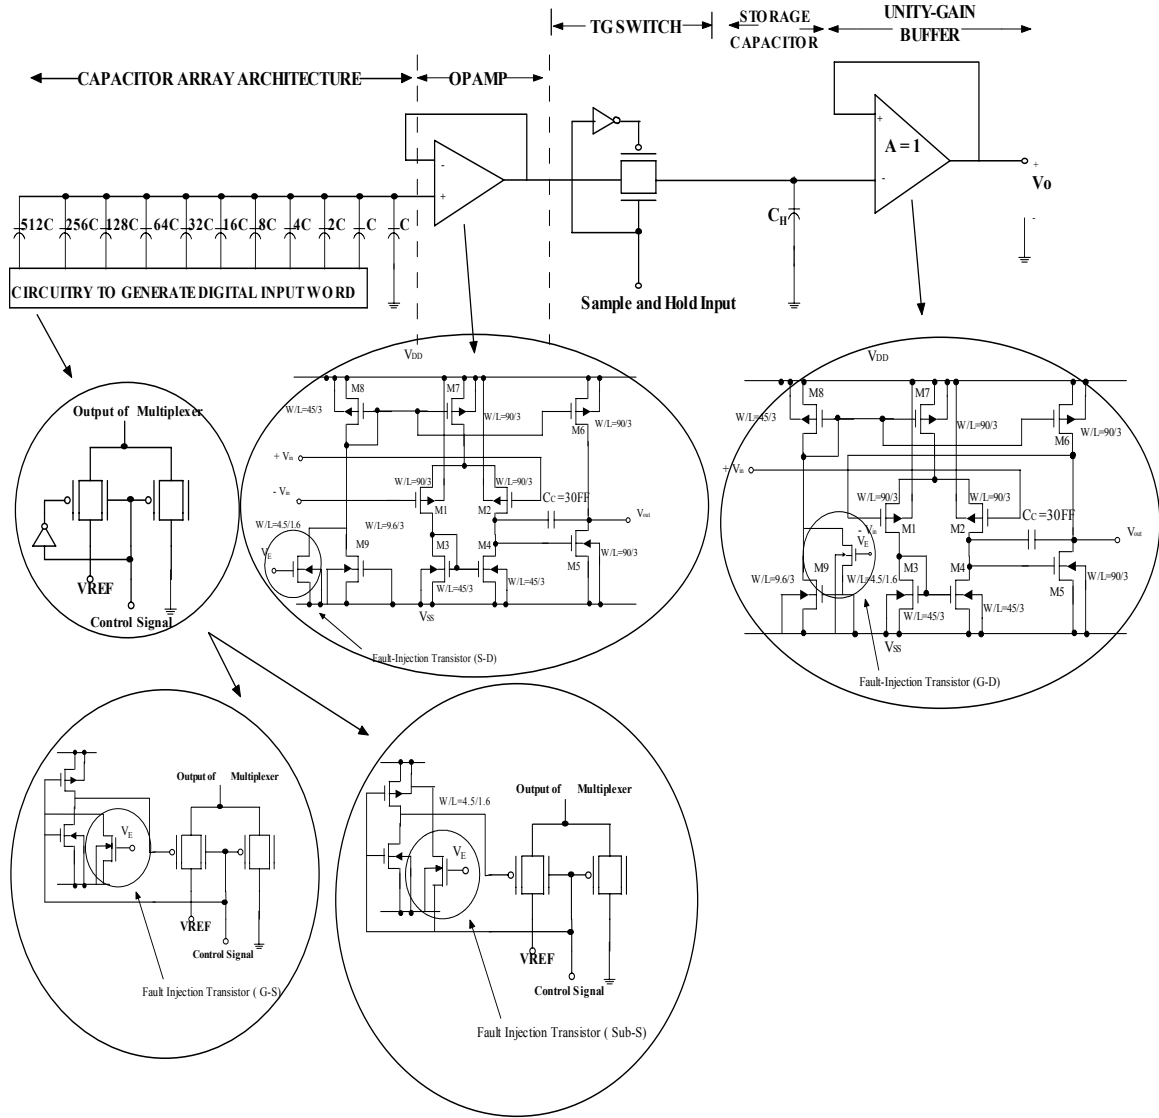 TG SWITCH
STORAGE
CAPACITOR
UNITY-GAIN
BUFFER
CAPACITOR ARRAY ARCHITECTURE
OPAMP
-
+
+
A = 1
-
+
Vo
-
512C 256C 128C 64C 32C 16C 8C 4C 2C C C
CH
CIRCUITRY TO GENERATE DIGITAL INPUT WORD
Sample and Hold Input
Output of Multiplexer
VREF
Control Signal
VDD
M8
M7
W/L=45/3
W/L=90/3
M6
W/L=90/3
+ Vin
W/L=90/3
W/L=90/3
- Vin
M1
M2
CC=30FF
Vout
W/L=4.5/1.6
W/L=9.6/3
VE
M9
M3
M4
M5
W/L=90/3
W/L=45/3
W/L=45/3
VSS
Fault-Injection Transistor (S-D)
VDD
M8
M7
W/L=45/3
W/L=90/3
M6
W/L=90/3
+ Vin
W/L=90/3
W/L=90/3
M1
M2
CC=30FF
- Vin
VE
Vout
M9
M3
M4
M5
W/L=9.6/3
W/L=4.5/1.6
W/L=90/3
W/L=45/3
W/L=45/3
VSS
Fault-Injection Transistor (G-D)
Output of Multiplexer
VE
VREF
Control Signal
Fault Injection Transistor ( G-S)
Output of Multiplexer
W/L=4.5/1.6
VE
VREF
Control Signal
Fault Injection Transistor ( Sub-S)